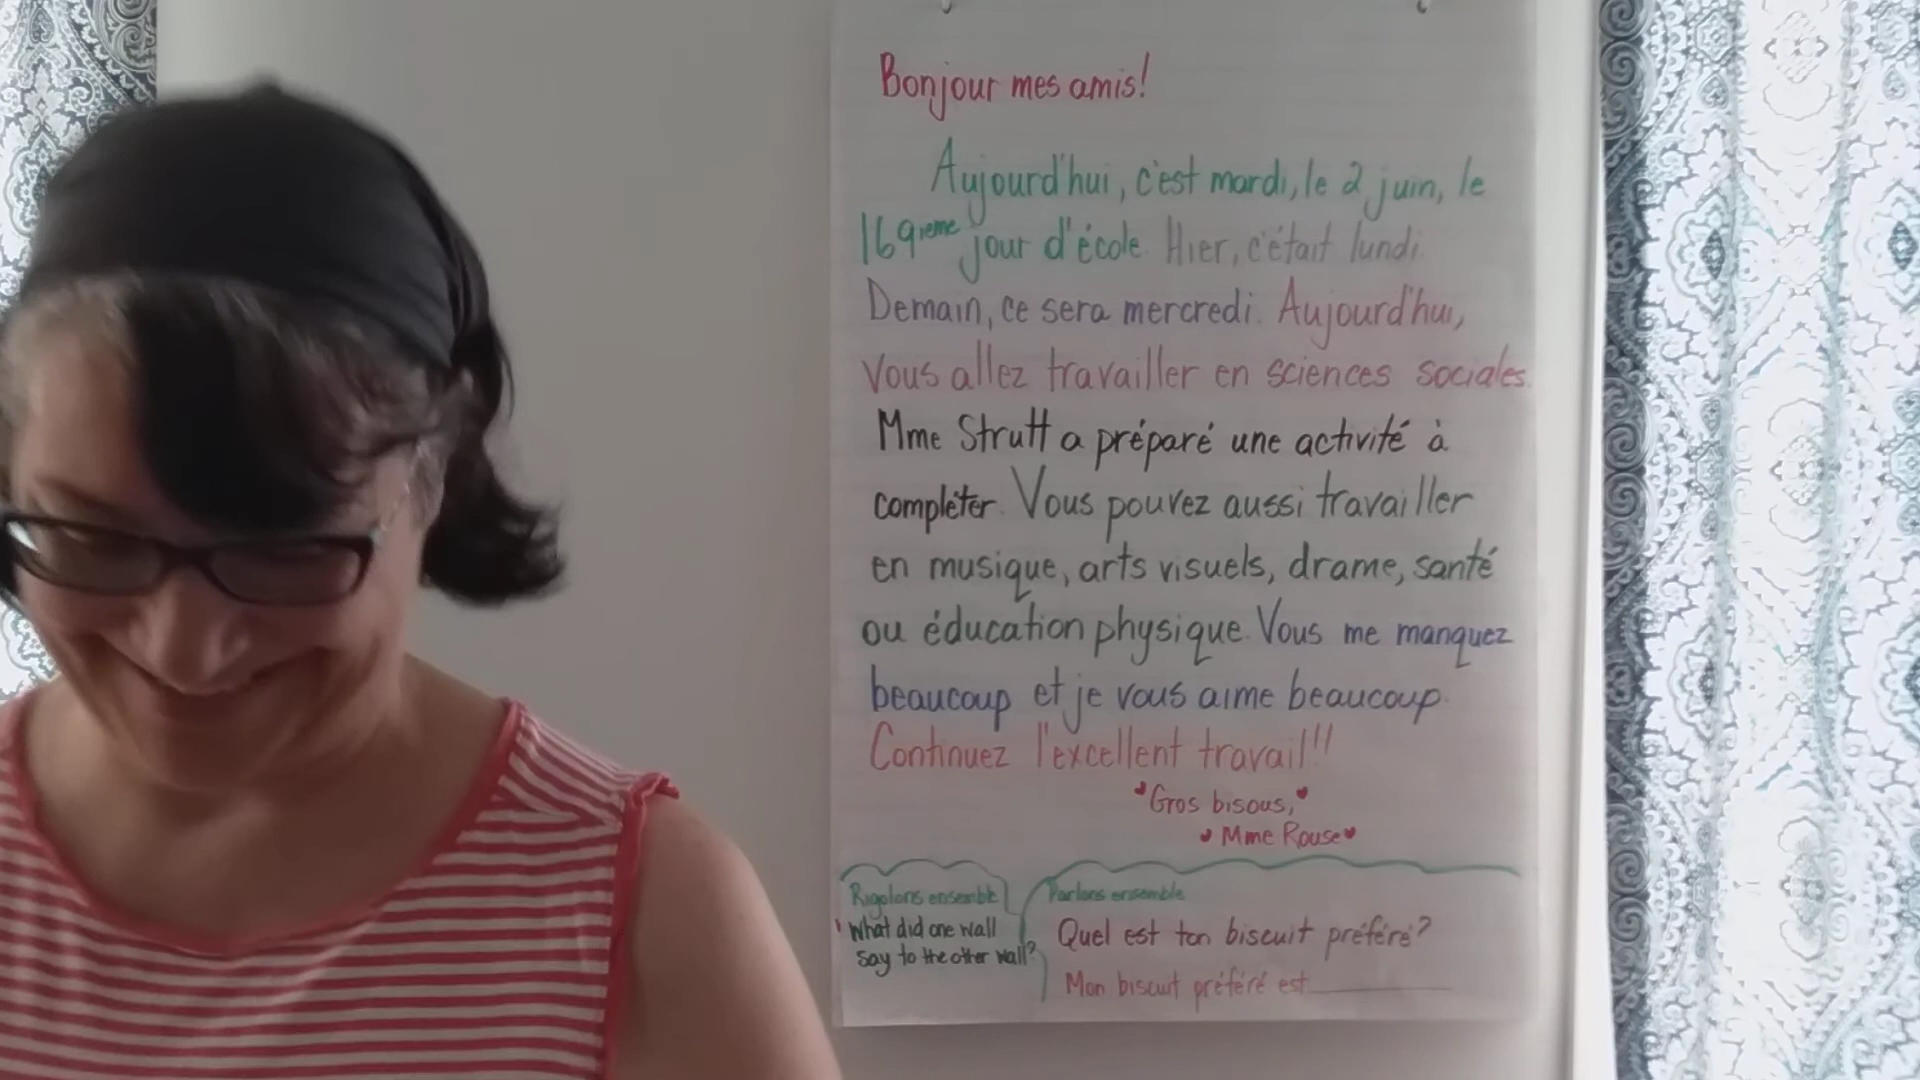 Bonjour mes amis!
Aujourd'hui, c'est mardi, le 2 juin, le
169ieme jour d'école. Hier, c'était lundi.
Demain, ce sera mercredi. Aujourd'hui,
vous allez travailler en sciences sociales.
Mme Strutt a préparé une activité à
compléter. Vous pouvez aussi travailler
en musique, arts visuels, drame, santé
ou éducation physique. Vous me manquez
beaucoup et je vous aime beaucoup.
Continuez l'excellent travail!!
Gros bisous,
Mme Rouse
Rigolons ensemble
What did one wall
say to the other wall?
Parlons ensemble
Quel est ton biscuit préféré?
Mon biscuit préféré est